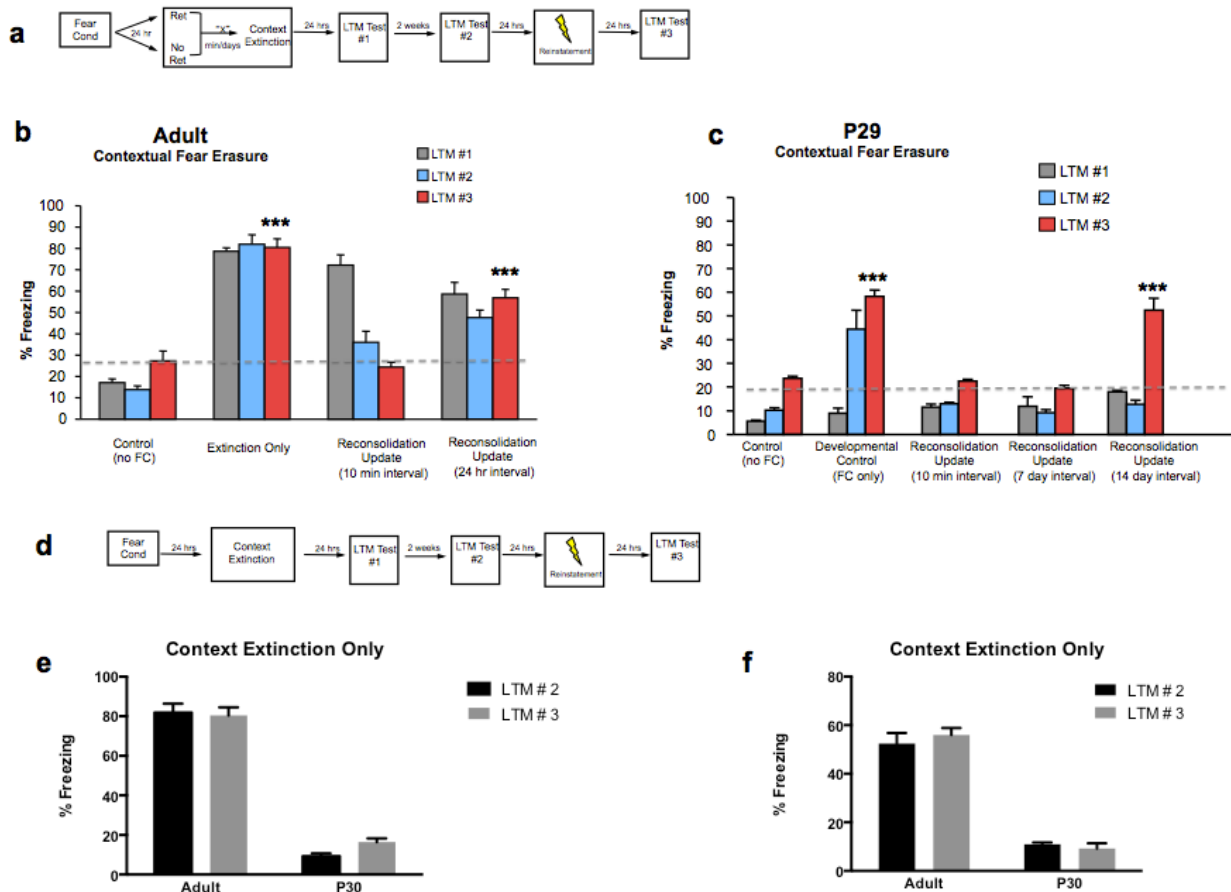 a
Fear
Cond
24 hr
Ret
No
Ret
"X"
min/days
Context
Extinction
24 hrs
LTM Test
#1
2 weeks
LTM Test
#2
24 hrs
Reinstatement
24 hrs
LTM Test
#3
b
Adult
Contextual Fear Erasure
LTM #1
LTM #2
LTM #3
% Freezing
100
90
80
70
60
50
40
30
20
10
0
***
***
Control
(no FC)
Extinction Only
Reconsolidation
Update
(10 min interval)
Reconsolidation
Update
(24 hr interval)
c
P29
Contextual Fear Erasure
LTM #1
LTM #2
LTM #3
% Freezing
100
90
80
70
60
50
40
30
20
10
0
***
***
Control
(no FC)
Developmental
Control
(FC only)
Reconsolidation
Update
(10 min interval)
Reconsolidation
Update
(7 day interval)
Reconsolidation
Update
(14 day interval)
d
Fear
Cond
24 hrs
Context
Extinction
24 hrs
LTM Test
#1
2 weeks
LTM Test
#2
24 hrs
Reinstatement
24 hrs
LTM Test
#3
e
Context Extinction Only
LTM # 2
LTM # 3
% Freezing
100
80
60
40
20
0
Adult
P30
f
Context Extinction Only
LTM # 2
LTM # 3
% Freezing
80
60
40
20
0
Adult
P30